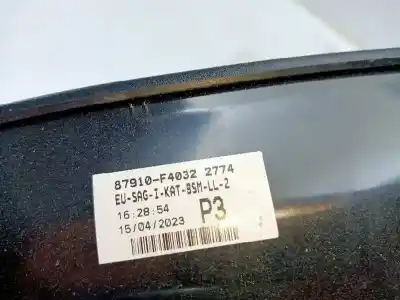 87910-F4032 2774
EU-SAG-I-KAT-BSM-LL-2
16:28:54
15/04/2023 P3